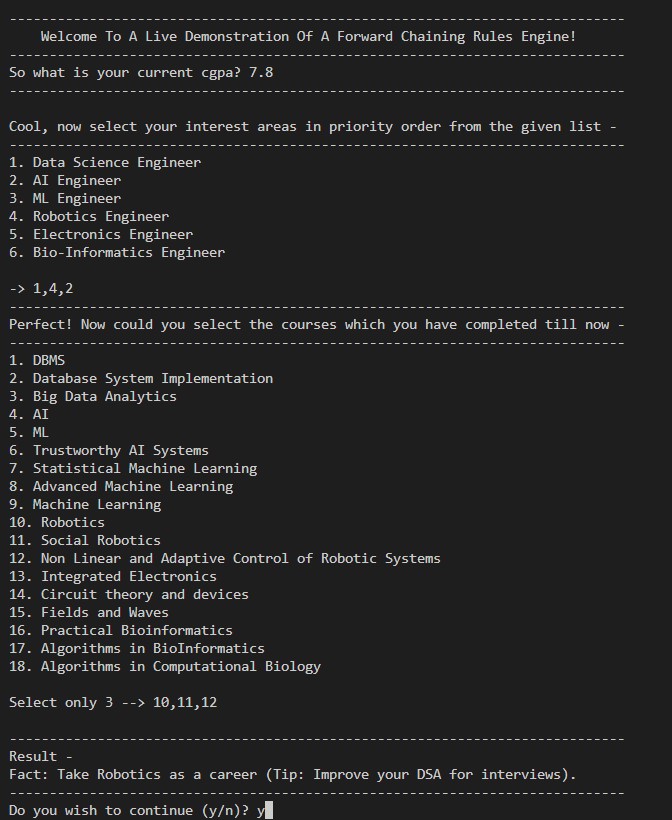 -----------------------------------------------------------------------------
Welcome To A Live Demonstration Of A Forward Chaining Rules Engine!
-----------------------------------------------------------------------------
So what is your current cgpa? 7.8
-----------------------------------------------------------------------------
Cool, now select your interest areas in priority order from the given list -
-----------------------------------------------------------------------------
1. Data Science Engineer
2. AI Engineer
3. ML Engineer
4. Robotics Engineer
5. Electronics Engineer
6. Bio-Informatics Engineer
-> 1,4,2
-----------------------------------------------------------------------------
Perfect! Now could you select the courses which you have completed till now -
-----------------------------------------------------------------------------
1. DBMS
2. Database System Implementation
3. Big Data Analytics
4. AI
5. ML
6. Trustworthy AI Systems
7. Statistical Machine Learning
8. Advanced Machine Learning
9. Machine Learning
10. Robotics
11. Social Robotics
12. Non Linear and Adaptive Control of Robotic Systems
13. Integrated Electronics
14. Circuit theory and devices
15. Fields and Waves
16. Practical Bioinformatics
17. Algorithms in BioInformatics
18. Algorithms in Computational Biology
Select only 3 --> 10,11,12
-----------------------------------------------------------------------------
Result -
Fact: Take Robotics as a career (Tip: Improve your DSA for interviews).
-----------------------------------------------------------------------------
Do you wish to continue (y/n)? y